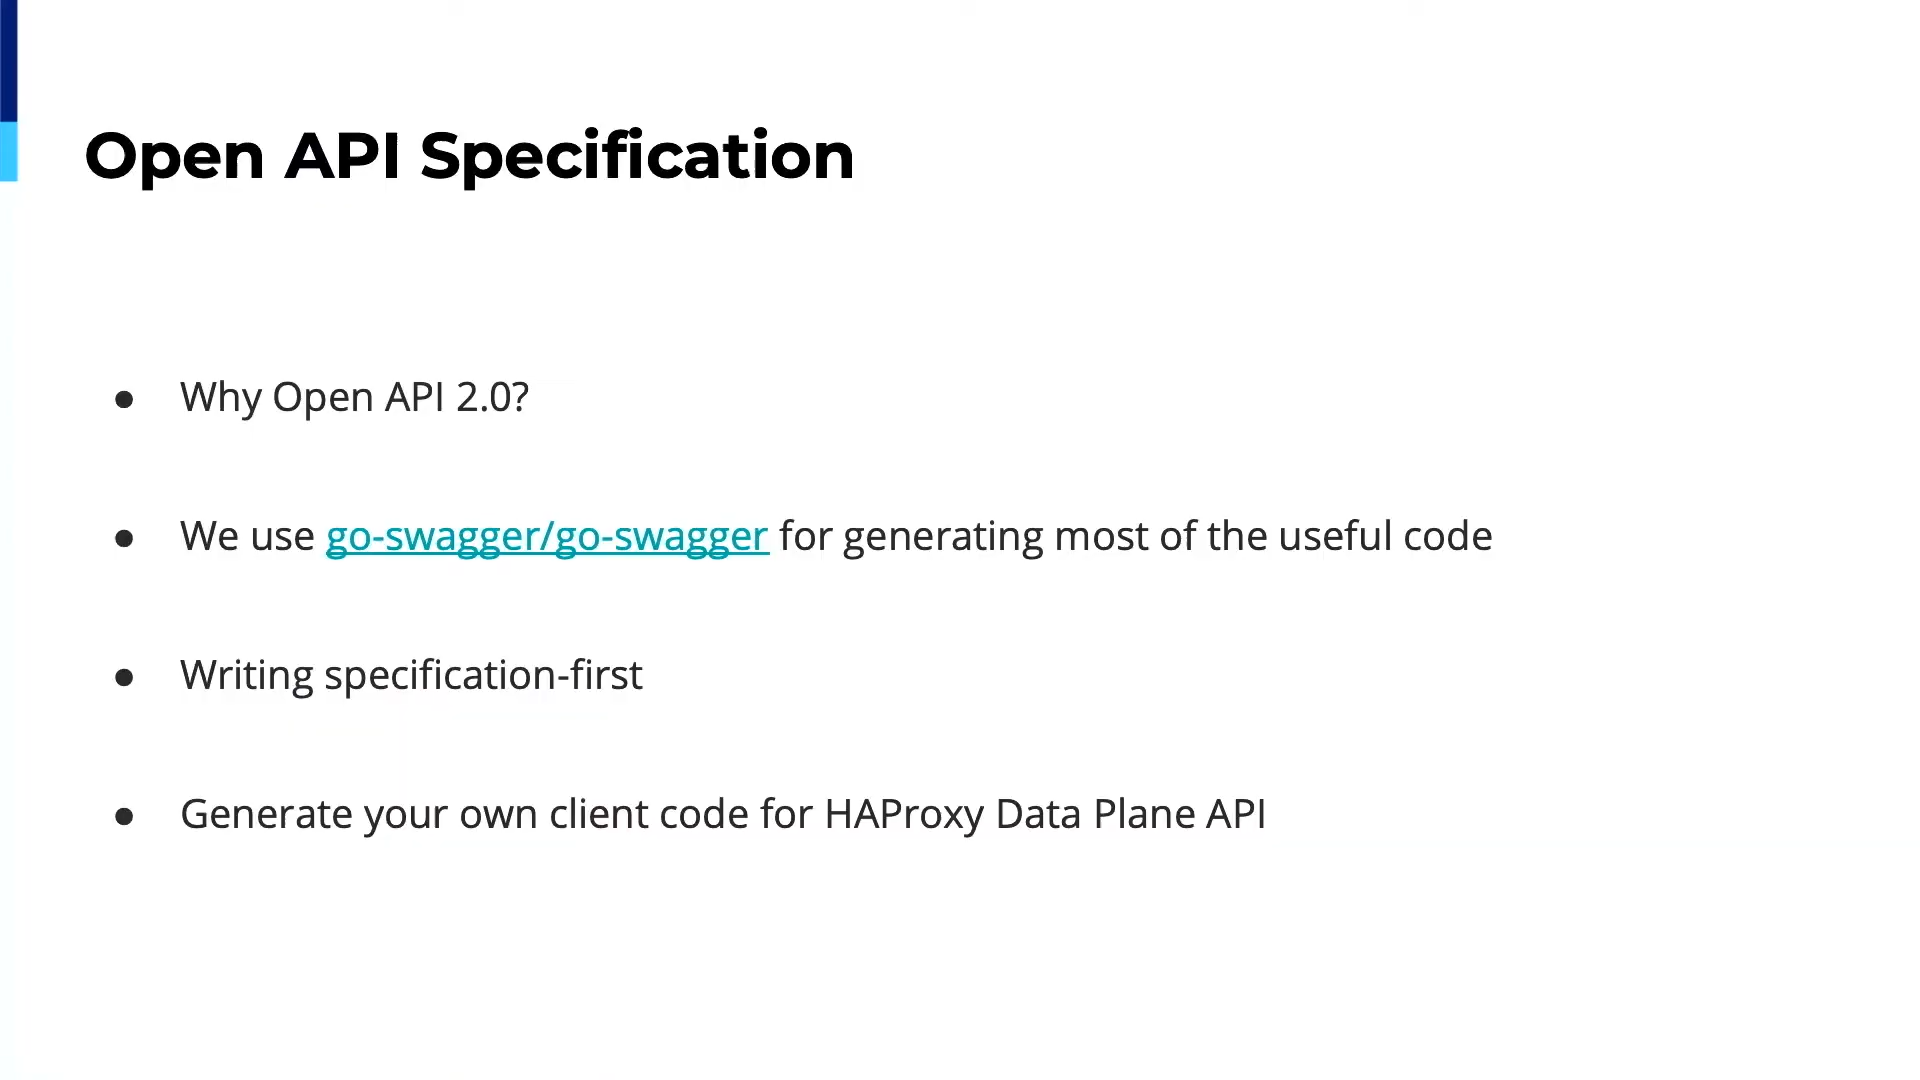 Open API Specification
● Why Open API 2.0?
● We use go-swagger/go-swagger for generating most of the useful code
● Writing specification-first
● Generate your own client code for HAProxy Data Plane API